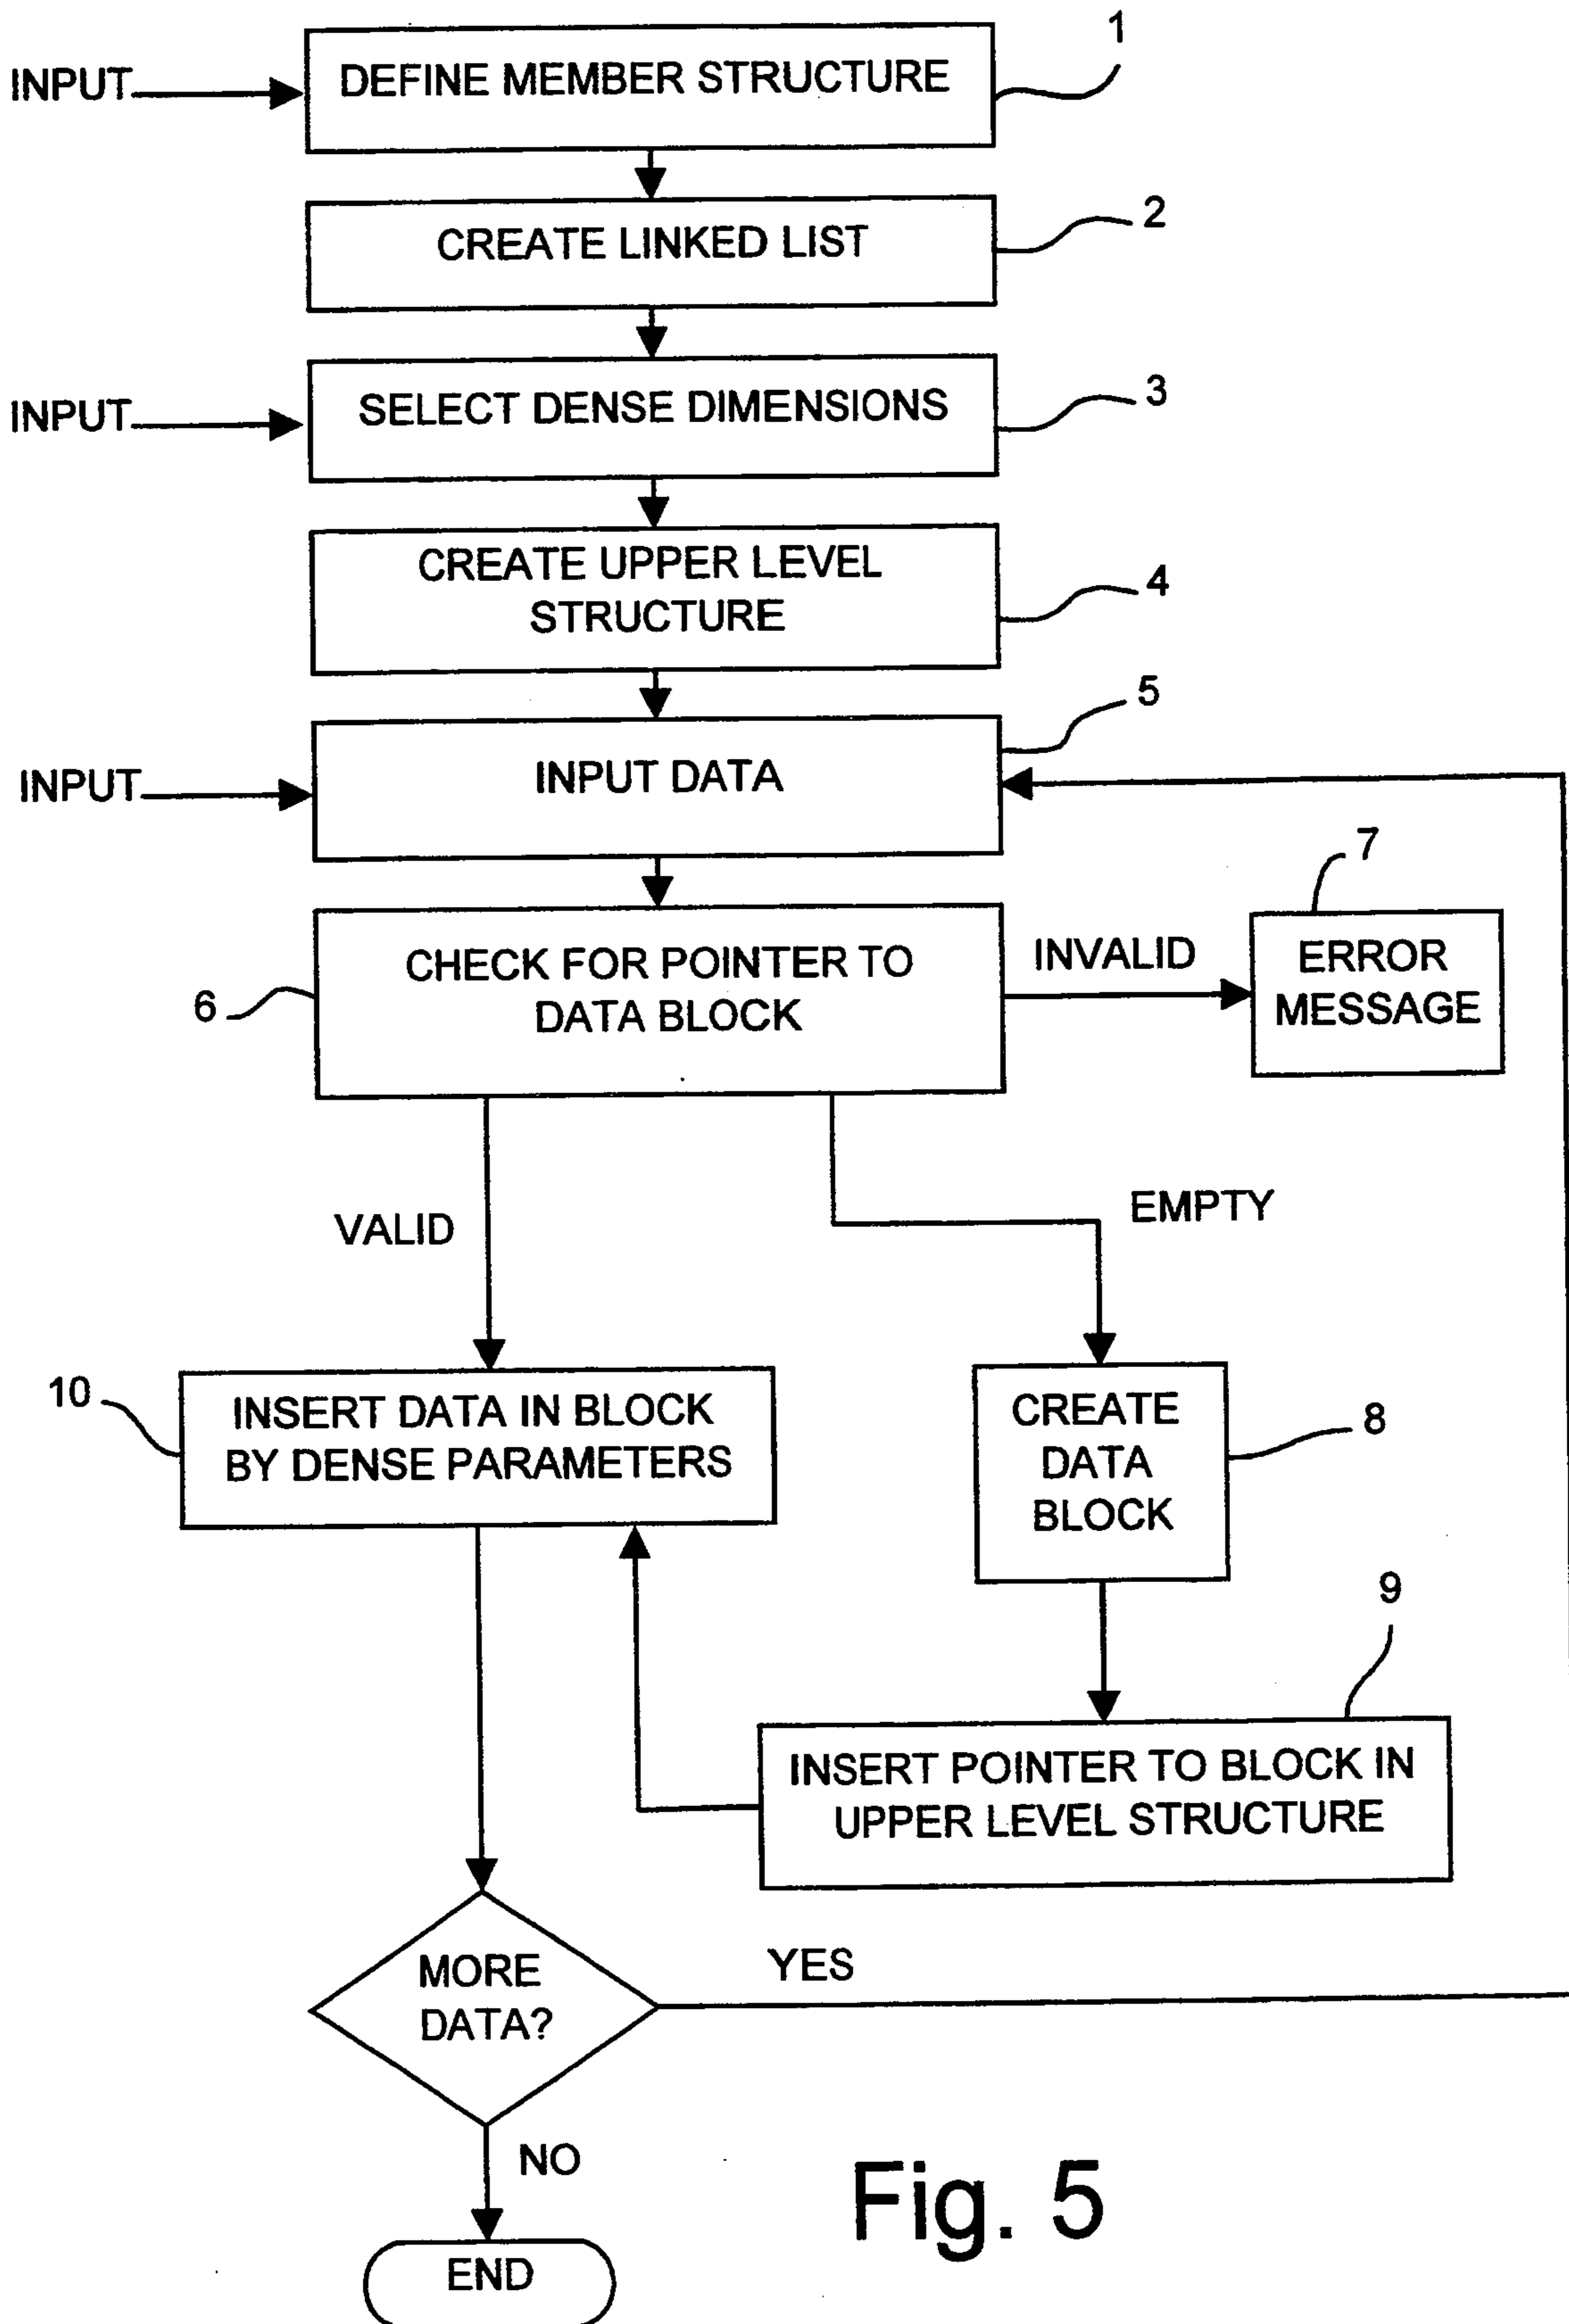 1
INPUT
DEFINE MEMBER STRUCTURE
2
CREATE LINKED LIST
3
INPUT
SELECT DENSE DIMENSIONS
4
CREATE UPPER LEVEL
STRUCTURE
5
INPUT
INPUT DATA
7
6
CHECK FOR POINTER TO
DATA BLOCK
INVALID
ERROR
MESSAGE
VALID
EMPTY
10
INSERT DATA IN BLOCK
BY DENSE PARAMETERS
CREATE
DATA
BLOCK
8
9
INSERT POINTER TO BLOCK IN
UPPER LEVEL STRUCTURE
MORE
DATA?
YES
NO
END
Fig. 5